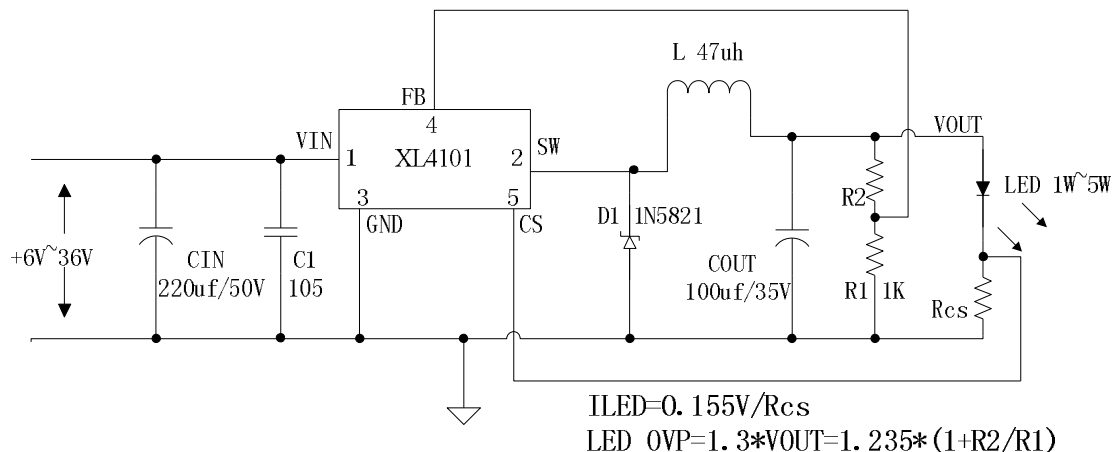 L 47uh
FB
4
VIN
1
XL4101
2
SW
VOUT
3
5
GND
CS
R2
LED 1W~5W
D1
1N5821
+6V~36V
CIN
220uf/50V
C1
105
COUT
100uf/35V
R1
1K
Rcs
ILED=0.155V/Rcs
LED OVP=1.3*VOUT=1.235*(1+R2/R1)